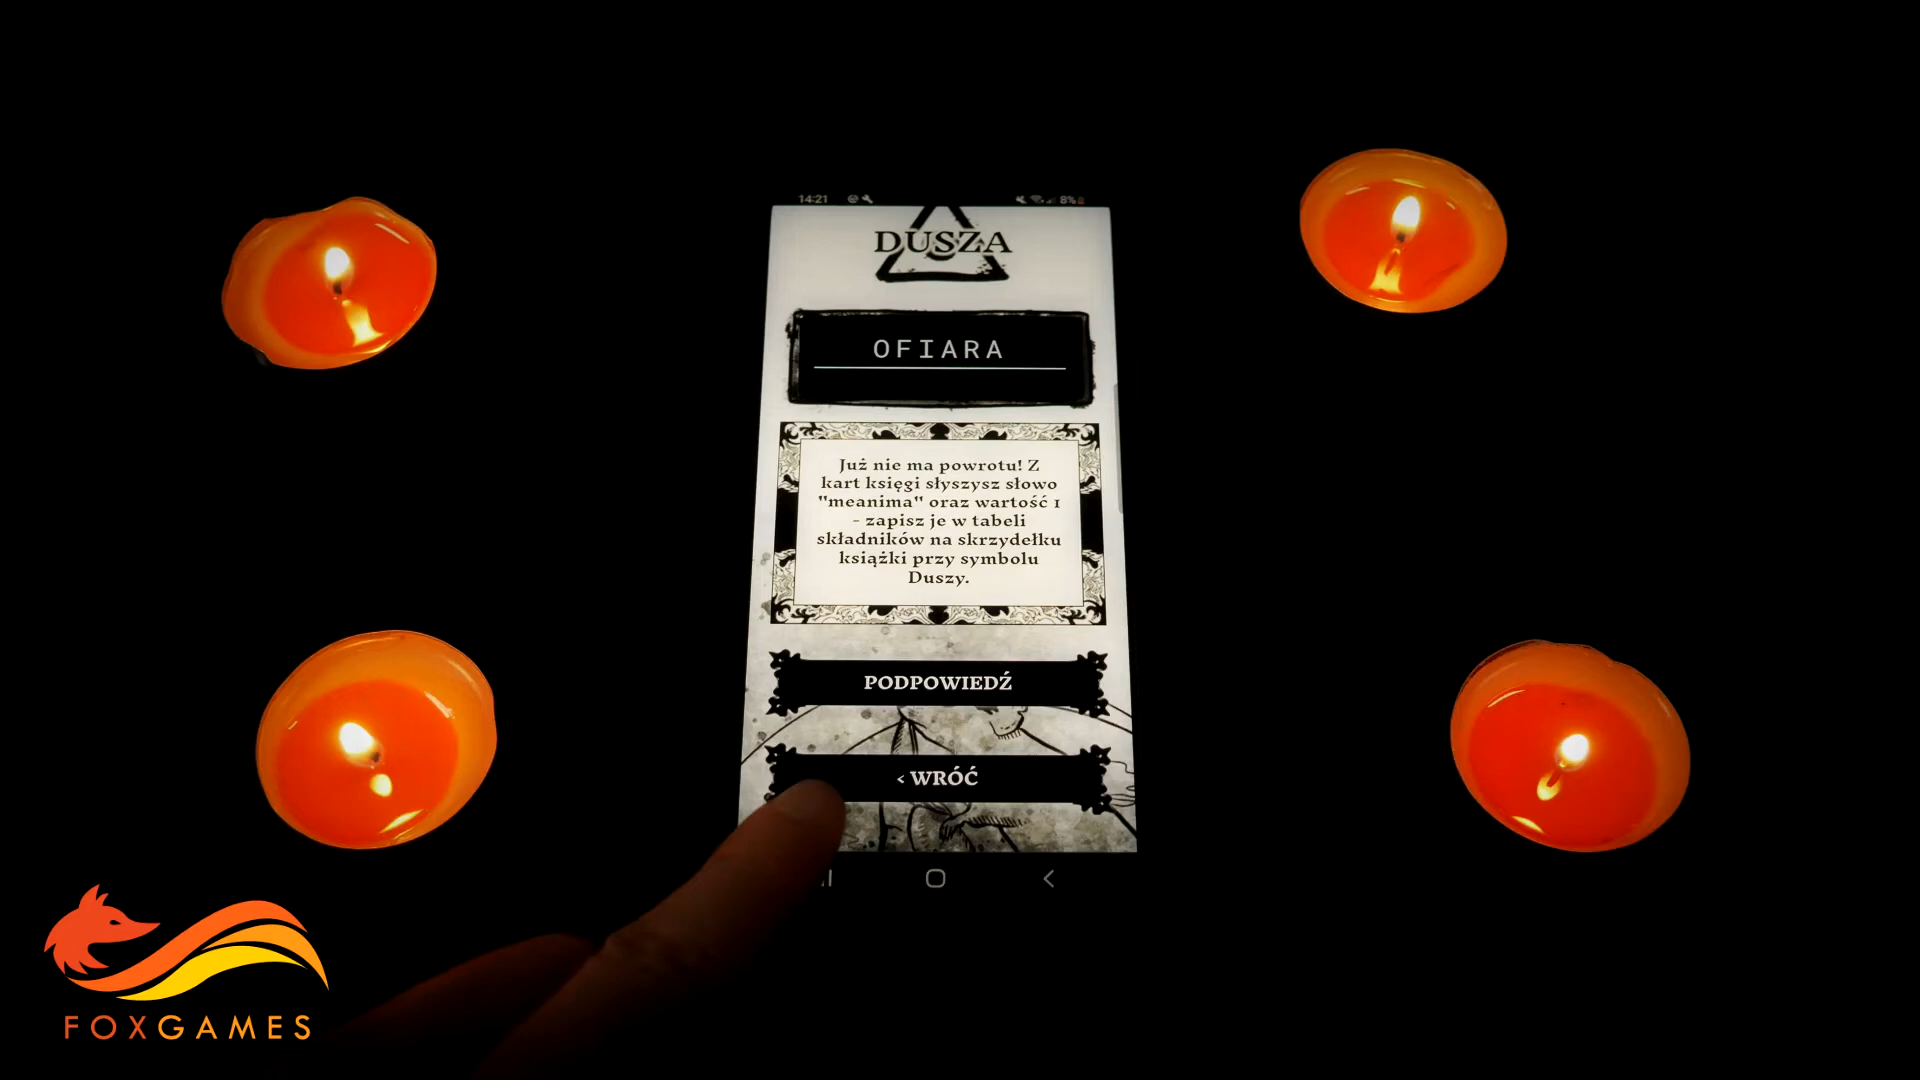 14:21
8%
DUSZA
OFIARA
Już nie ma powrotu! Z
kart księgi słyszysz słowo
"meanima" oraz wartość 1
- zapisz je w tabeli
składników na skrzydełku
książki przy symbolu
Duszy.
PODPOWIEDŹ
< WRÓĆ
FOXGAMES